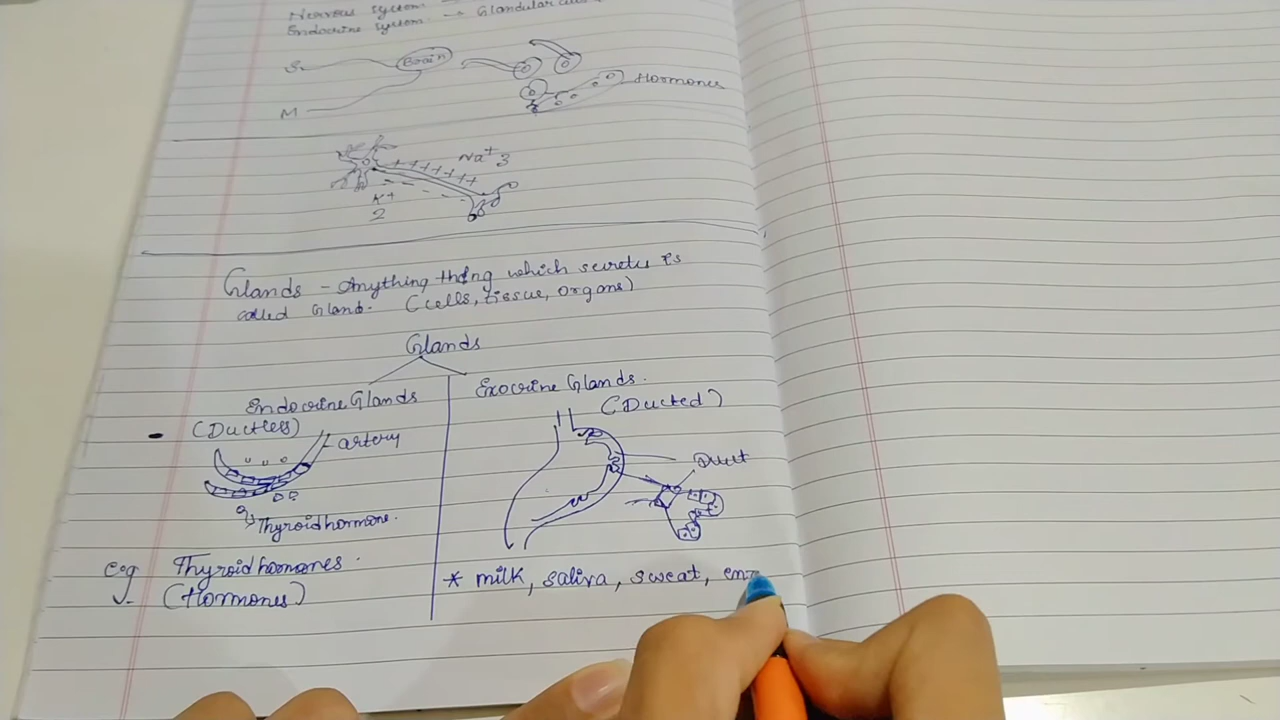 Nervous system →
Endocrine system → Glandular
S
Brain
M
Hormones
Na+ 3
K+
2
Glands - Anything thing which secretes is
called Gland. (cells, tissue, organs)
Glands
Endocrine Glands
(Ductless)
artery
Thyroid hormone.
e.g Thyroid hormones.
(Hormones)
Exocrine Glands.
(Ducted)
Duct
* milk, saliva, sweat, en